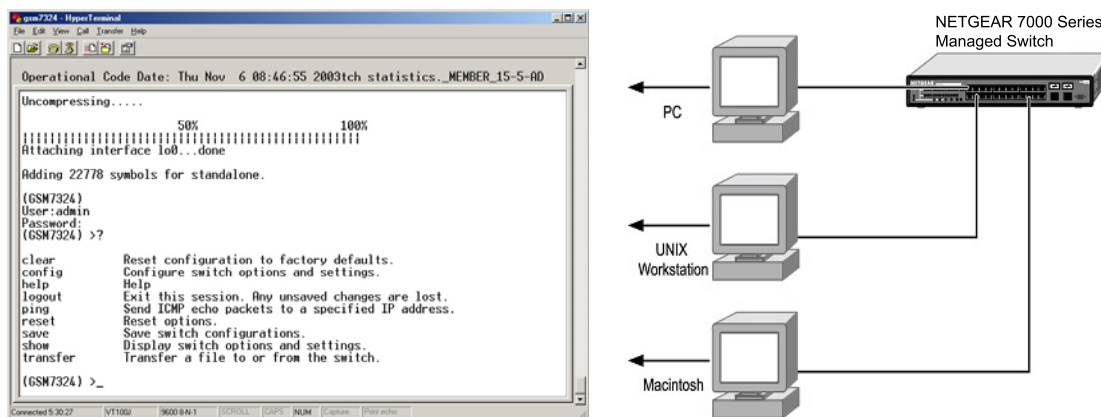 gsm7324 - HyperTerminal
File Edit View Call Transfer Help
Operational Code Date: Thu Nov 6 08:46:55 2003tch statistics._MEMBER_15-5-AD
Uncompressing.....
50% 100%
||||||||||||||||||||||||||||||||||||||||||||||||||
Attaching interface lo0...done
Adding 22778 symbols for standalone.
(GSM7324)
User:admin
Password:
(GSM7324) >?
clear Reset configuration to factory defaults.
config Configure switch options and settings.
help Help
logout Exit this session. Any unsaved changes are lost.
ping Send ICMP echo packets to a specified IP address.
reset Reset options.
save Save switch configurations.
show Display switch options and settings.
transfer Transfer a file to or from the switch.
(GSM7324) >_
Connected 5:30:27 VT100J 9600 8-N-1 SCROLL CAPS NUM Capture Print echo
NETGEAR 7000 Series
Managed Switch
NETGEAR
PC
UNIX
Workstation
Macintosh